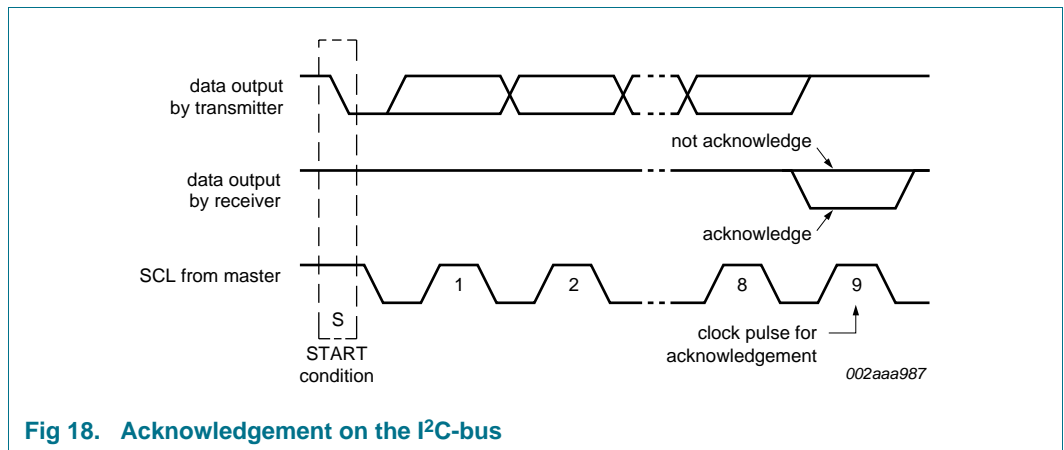 data output
by transmitter
not acknowledge
data output
by receiver
acknowledge
SCL from master
1
2
8
9
S
START
condition
clock pulse for
acknowledgement
002aaa987
Fig 18. Acknowledgement on the I²C-bus